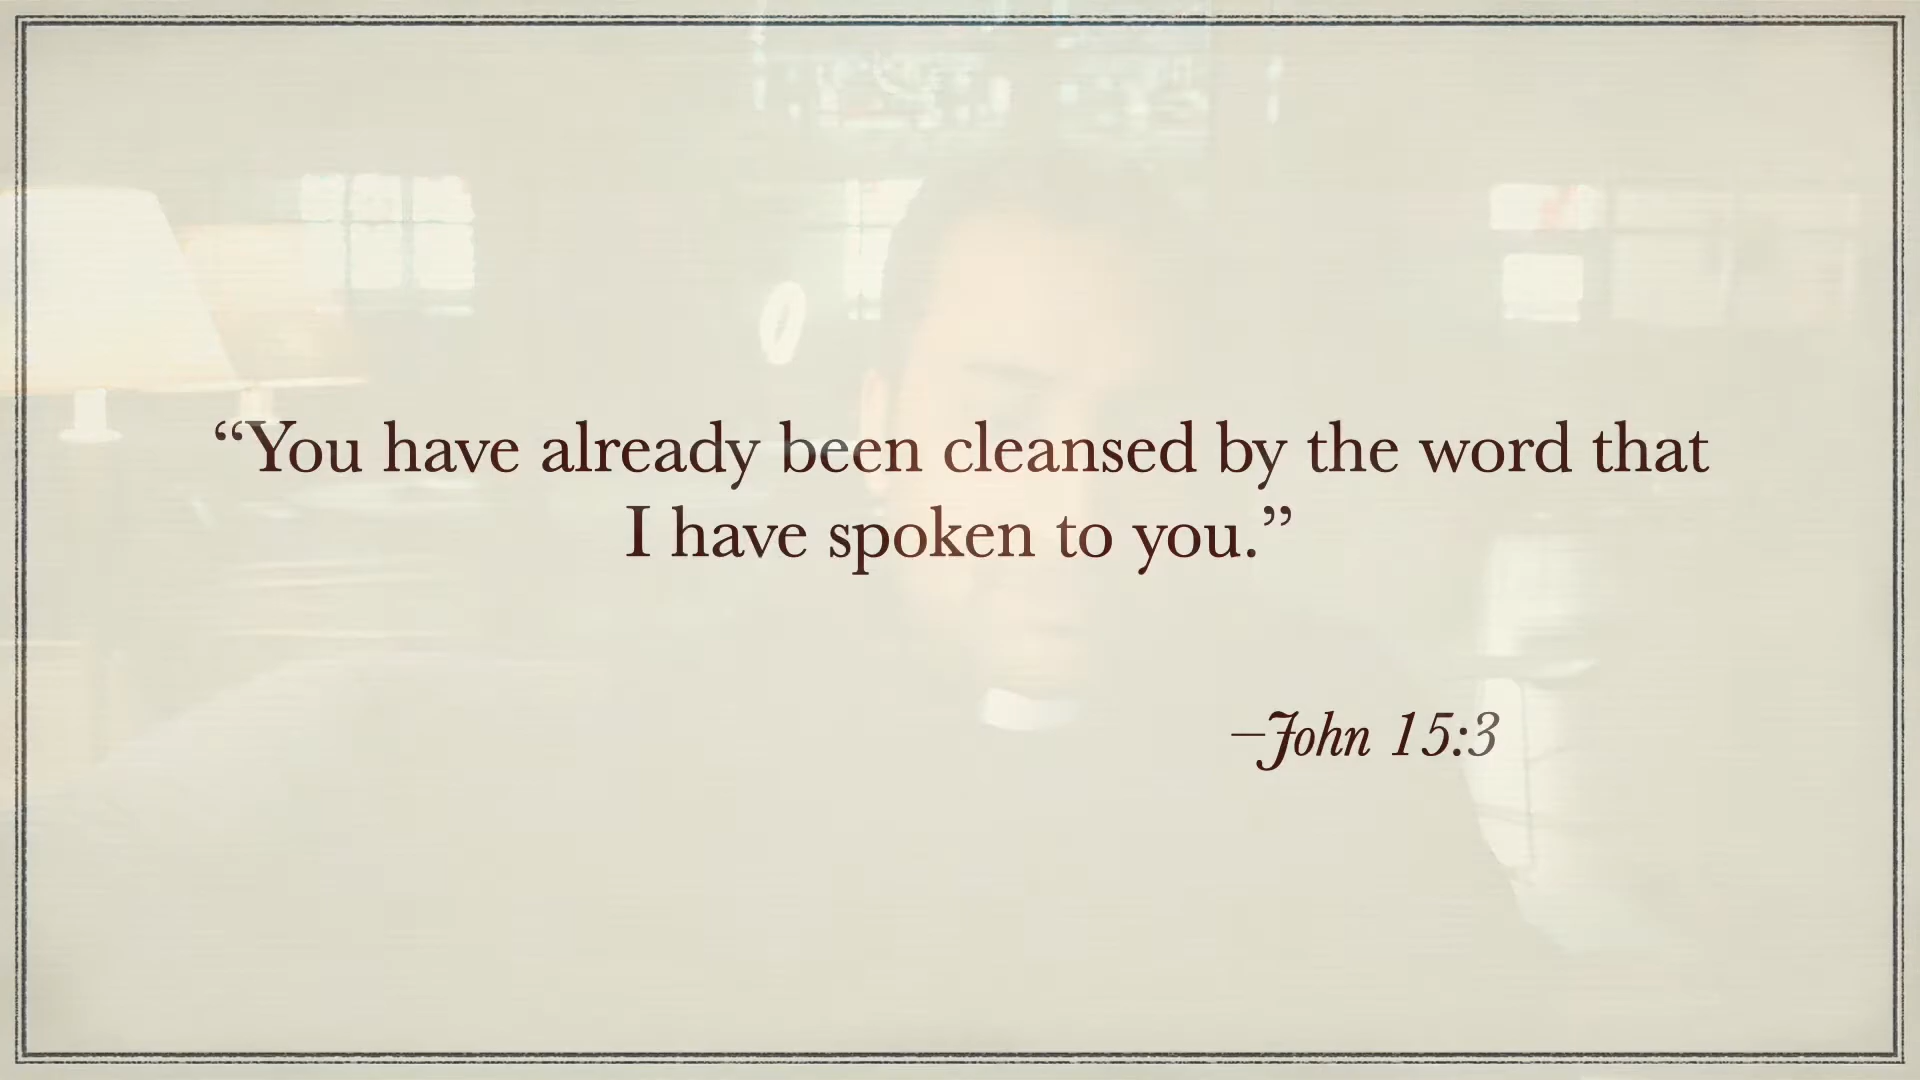 “You have already been cleansed by the word that
I have spoken to you.”
–John 15:3